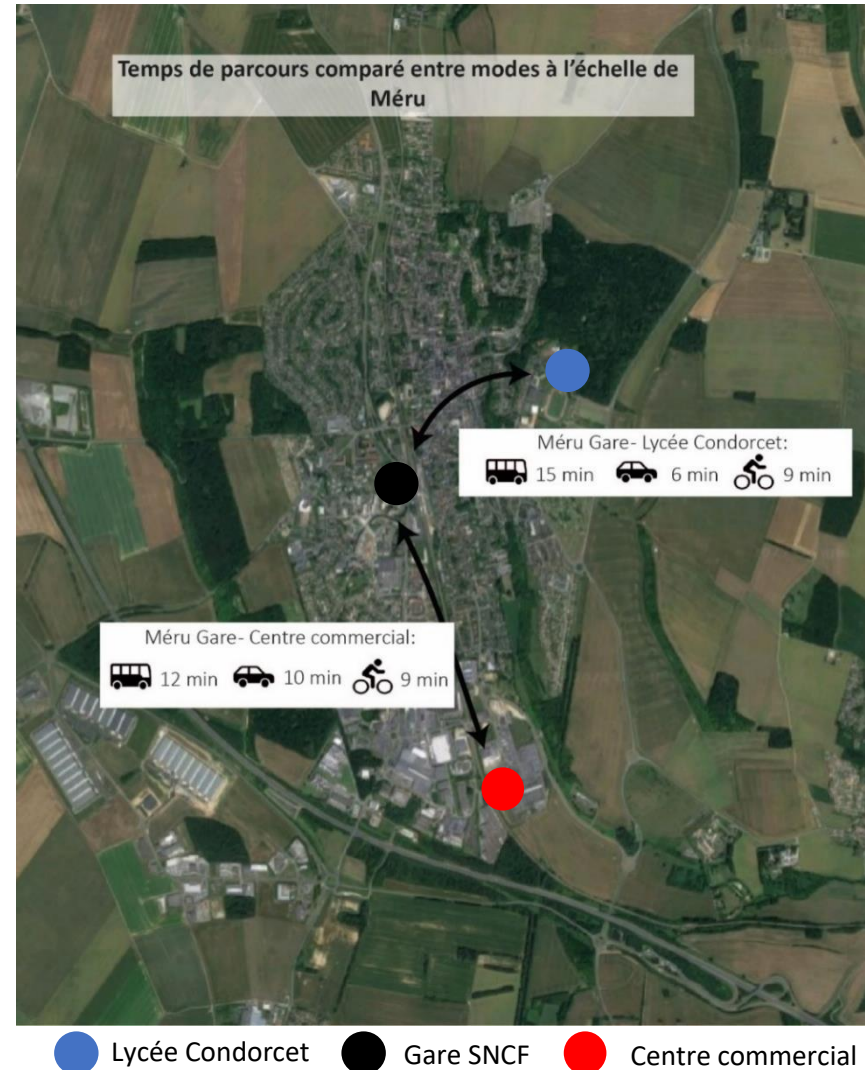 Temps de parcours comparé entre modes à l'échelle de
Méru
Méru Gare- Lycée Condorcet:
15 min 6 min 9 min
Méru Gare- Centre commercial:
12 min 10 min 9 min
Lycée Condorcet Gare SNCF Centre commercial